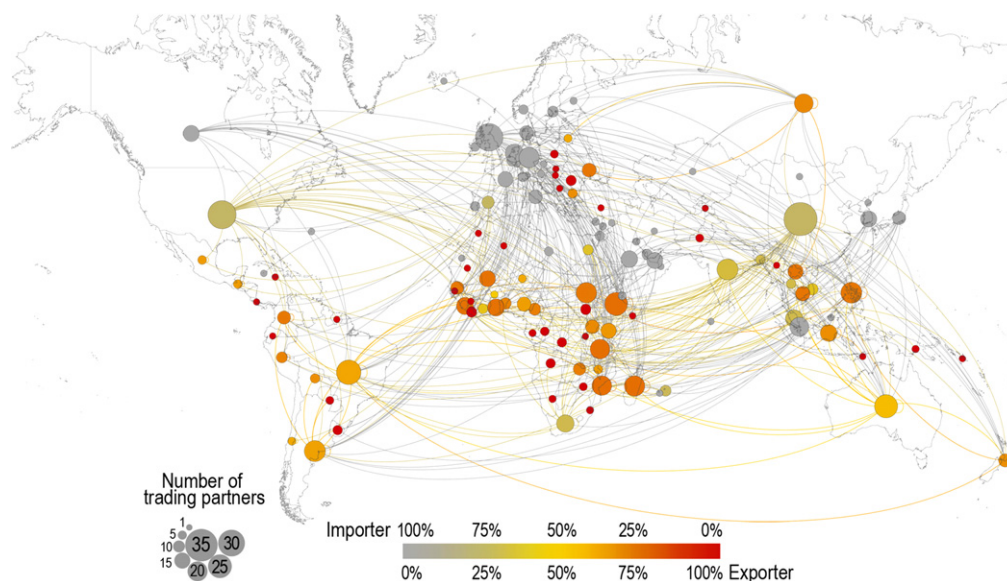 Number of
trading partners
1
5
10
15
35
30
20
25
Importer 100% 75% 50% 25% 0%
0% 25% 50% 75% 100% Exporter